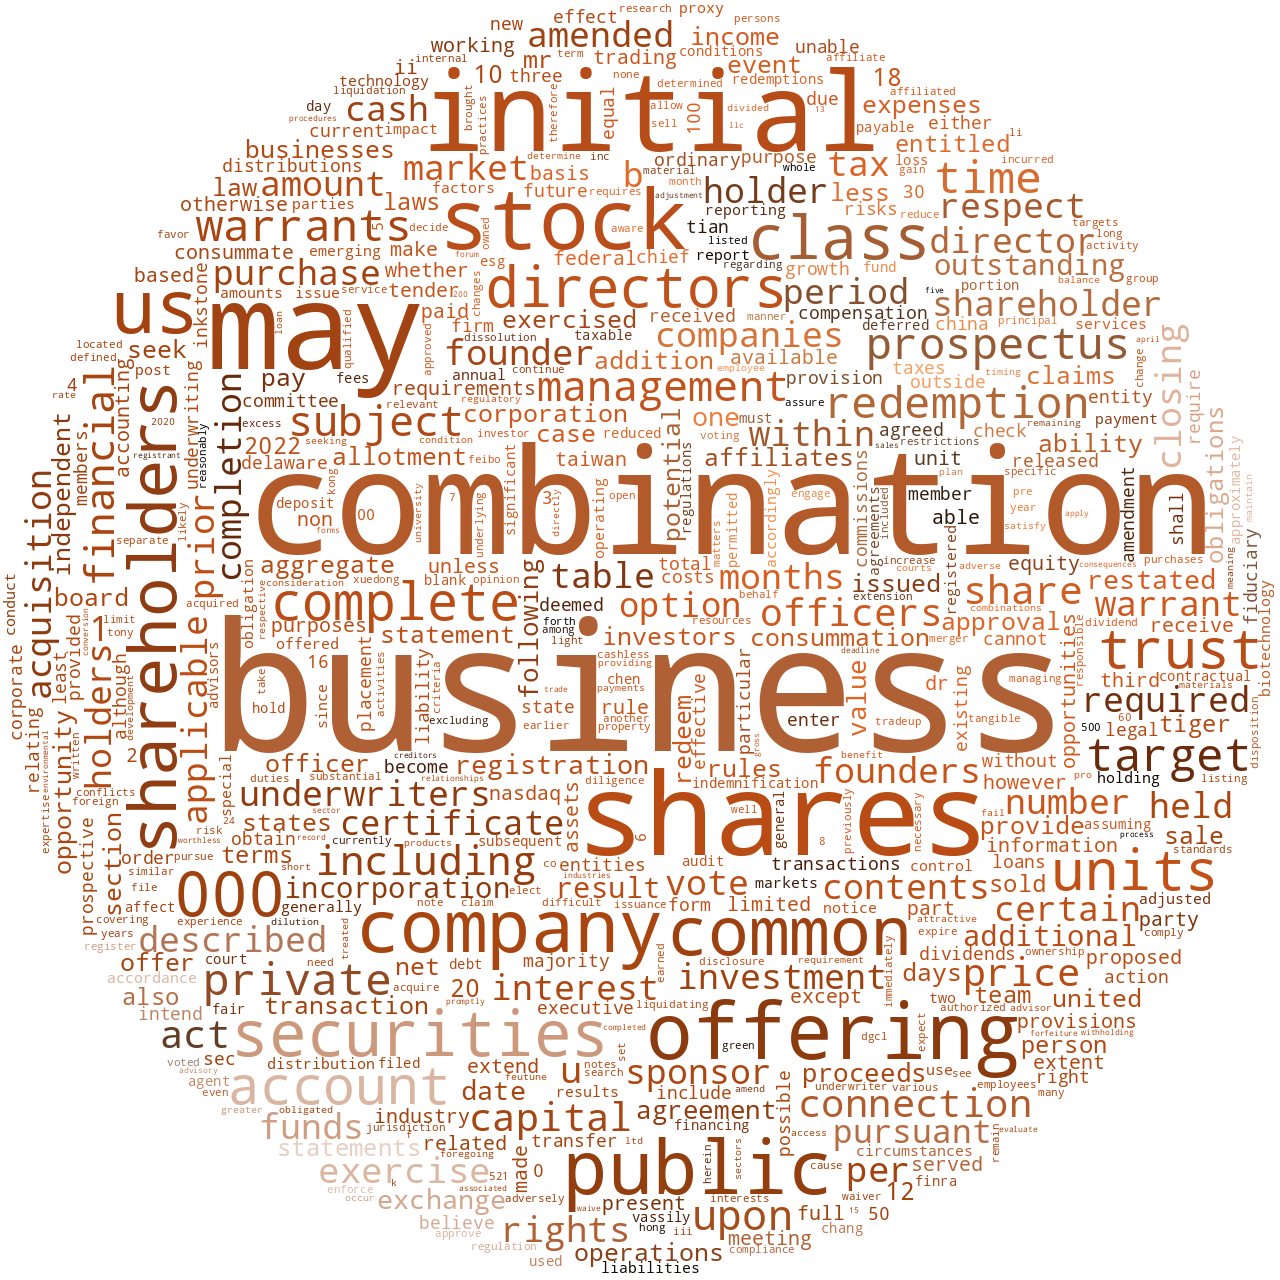 research proxy persons
new effect amended income
working conditions unable
internal mr term trading affiliate
ii 10 three none event redemptions 18
technology determined affiliated
liquidation initial
day cash brought practices therefore equal allow divided 100 due 13 expenses
procedures sell llc payable either
current impact li
businesses determine inc ordinary purpose entitled
distributions market basis material whole tax loss incurred
law amount factors future requires b month holder gain time
otherwise parties adjustment less 30
warrants laws stock reporting risks reduce respect
favor 5 decide aware tian targets
consummate emerging make owned listed class long
esg federal chief report director activity
based purchase whether forum regarding growth fund outstanding
inkstone amounts issue service tender changes 200 directors period five portion balance group
us may paid received manner compensation shareholder
loan qualified approved firm exercised companies deferred china principal services
located seek dissolution taxable prospectus april
defined post founder addition available taxes change closing
4 pay fees annual continue employee provision outside timing claims require
rate accounting underwriting committee requirements regulatory management assure redemption entity
2020 excess relevant must agreed check payment
financial members reasonably subject corporation one voting within remaining ability obligations
registrant 2022 seeking condition case reduced sales restrictions
independent delaware investor taiwan affiliates unit released approximately
likely completion allotment feibo potential regulations plan specific maintain
shareholders separate kong combination
deposit university 7 significant 3 open engage commissions member pre amendment shall
non 500 underlying directly operating permitted accordingly able year
acquisition prior forms matters included satisfy apply meaning
obligation aggregate unless total increase adverse equity purchases
consideration blank opinion table costs months courts registered consequences fiduciary
conduct acquired respective complete xuedong deemed option behalf issued share restated
board limit tony purposes forth resources officers extension combinations dividend warrant biotechnology
corporate holders 1 provided conversion offered statement following among investors consummation merger approval cannot receive
applicable advisors light deadline trust
least although activities cashless managing opportunities third contractual
relating 16 placement liability criteria providing chen rule particular value dr existing responsible materials
since take state payments another enter tangible required
opportunity development hold excluding trade earlier property redeem effective tradeup 500 60 legal tiger
2 written business target disposition
environmental special creditors gross benefit without
officer become registration rules founders pro holding listing
expertise conflicts duties substantial relationships diligence indemnification however
foreign underwriters nasdaq assets shares number held
risk 24 sector well fail process
prospective section worthless states certificate 6 general previously necessary provide assuming sale
order obtain record currently products subsequent 8 information standards
similar pursue terms short including co entities audit transactions control loans units
affect 000 industries markets
file incorporation elect result vote contents sold adjusted
covering experience generally note claim difficult issuance form limited notice part certain party
years dilution company common attractive comply
register described treated expire additional
offer court majority earned disclosure requirement immediately dividends ownership proposed
accordance need net debt investment days action
also private acquire interest except price
intend fair transaction 20 promptly executive liquidating two team united
act securities completed offering authorized advisor provisions
green dgcl expect forfeiture withholding
voted sec distribution filed extend set person
advisory feutune notes proceeds use see extent
agent account date results search u sponsor underwriter various employees right
even include possible many
greater obligated industry capital agreement amend connection
funds jurisdiction financing
statements f related transfer ltd access pursuant remain evaluate
foregoing herein sectors circumstances
exercise made 0 public cause per served
enforce k 521 finra
occur associated interests waiver 12
exchange adversely waive present upon full 15 50
believe rights vassily iii chang
approve hong meeting
regulation operations compliance
used liabilities